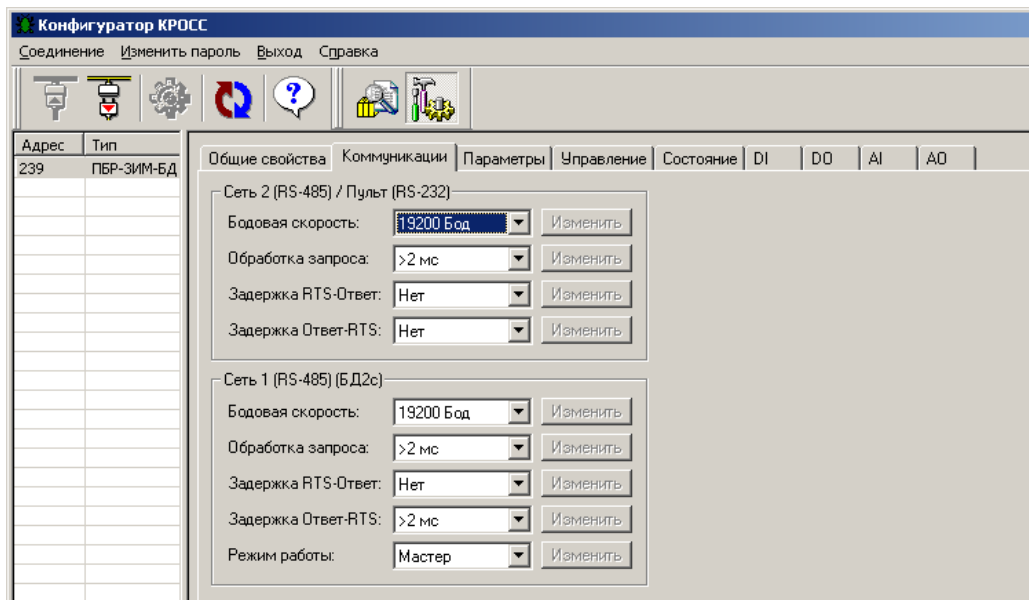 Конфигуратор КРОСС
Соединение Изменить пароль Выход Справка
Адрес Тип
239 ПБР-ЗИМ-БД
Общие свойства Коммуникации Параметры Управление Состояние DI DO AI AO
Сеть 2 (RS-485) / Пульт (RS-232)
Бодовая скорость: 19200 Бод Изменить
Обработка запроса: >2 мс Изменить
Задержка RTS-Ответ: Нет Изменить
Задержка Ответ-RTS: Нет Изменить
Сеть 1 (RS-485) (БД2с)
Бодовая скорость: 19200 Бод Изменить
Обработка запроса: >2 мс Изменить
Задержка RTS-Ответ: Нет Изменить
Задержка Ответ-RTS: >2 мс Изменить
Режим работы: Мастер Изменить